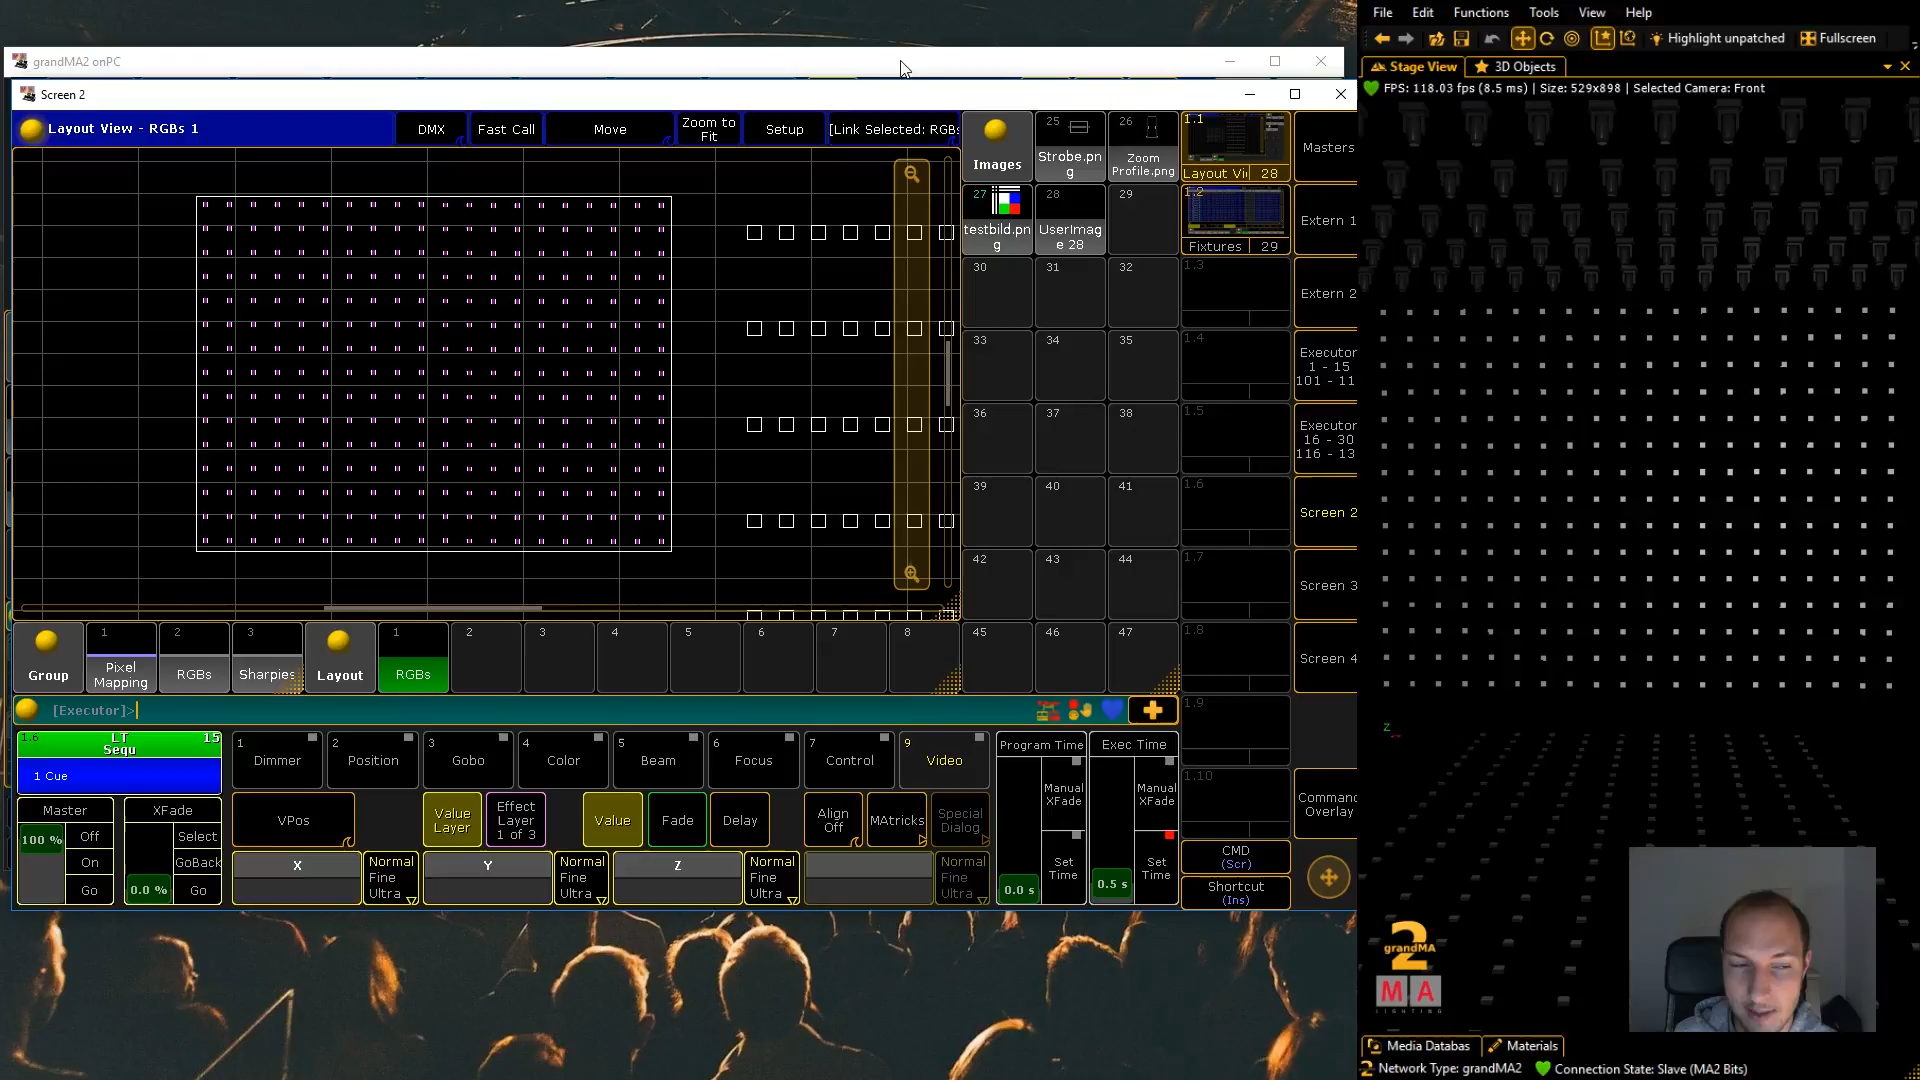 File Edit Functions Tools View Help
Highlight unpatched Fullscreen
Stage View 3D Objects
FPS: 118.03 fps (8.5 ms) | Size: 529x898 | Selected Camera: Front
grandMA2 onPC
Screen 2
Layout View - RGBs 1
DMX
Fast Call
Move
Zoom to Fit
Setup
[Link Selected: RGBs
Images
25 Strobe.png
26 Zoom Profile.png
27 testbild.png
28 UserImage 28
29
30 31 32
33 34 35
36 37 38
39 40 41
42 43 44
45 46 47
1.1
28
1.2
Fixtures 29
1.3
1.4
1.5
1.6
1.7
1.8
1.9
1.10
Masters
Extern 1
Extern 2
Executor 1 - 15
Executor 16 - 30
Screen 2
Screen 3
Screen 4
Command Overlay
Group
1 Pixel Mapping
2 RGBs
3 Sharpies
Layout
1 RGBs
2 3 4 5 6 7 8
[Executor]>
1.6 LT Sequ 15
1 Cue
Master
100 %
Off
On
Go
XFade
0.0 %
Select
GoBack
Go
1 Dimmer
2 Position
3 Gobo
4 Color
5 Beam
6 Focus
7 Control
9 Video
VPos
Value Layer
Effect Layer 1 of 3
Value
Fade
Delay
Align Off
MAtricks
Special Dialog
X
Normal Fine Ultra
Y
Normal Fine Ultra
Z
Normal Fine Ultra
Normal Fine Ultra
Program Time
Manual XFade
Set Time
0.0 s
Exec Time
Manual XFade
Set Time
0.5 s
CMD (Scr)
Shortcut (Ins)
Z
2
grandMA
MA
LIGHTING
Materials
Network Type: grandMA2 Connection State: Slave (MA2 Bits)